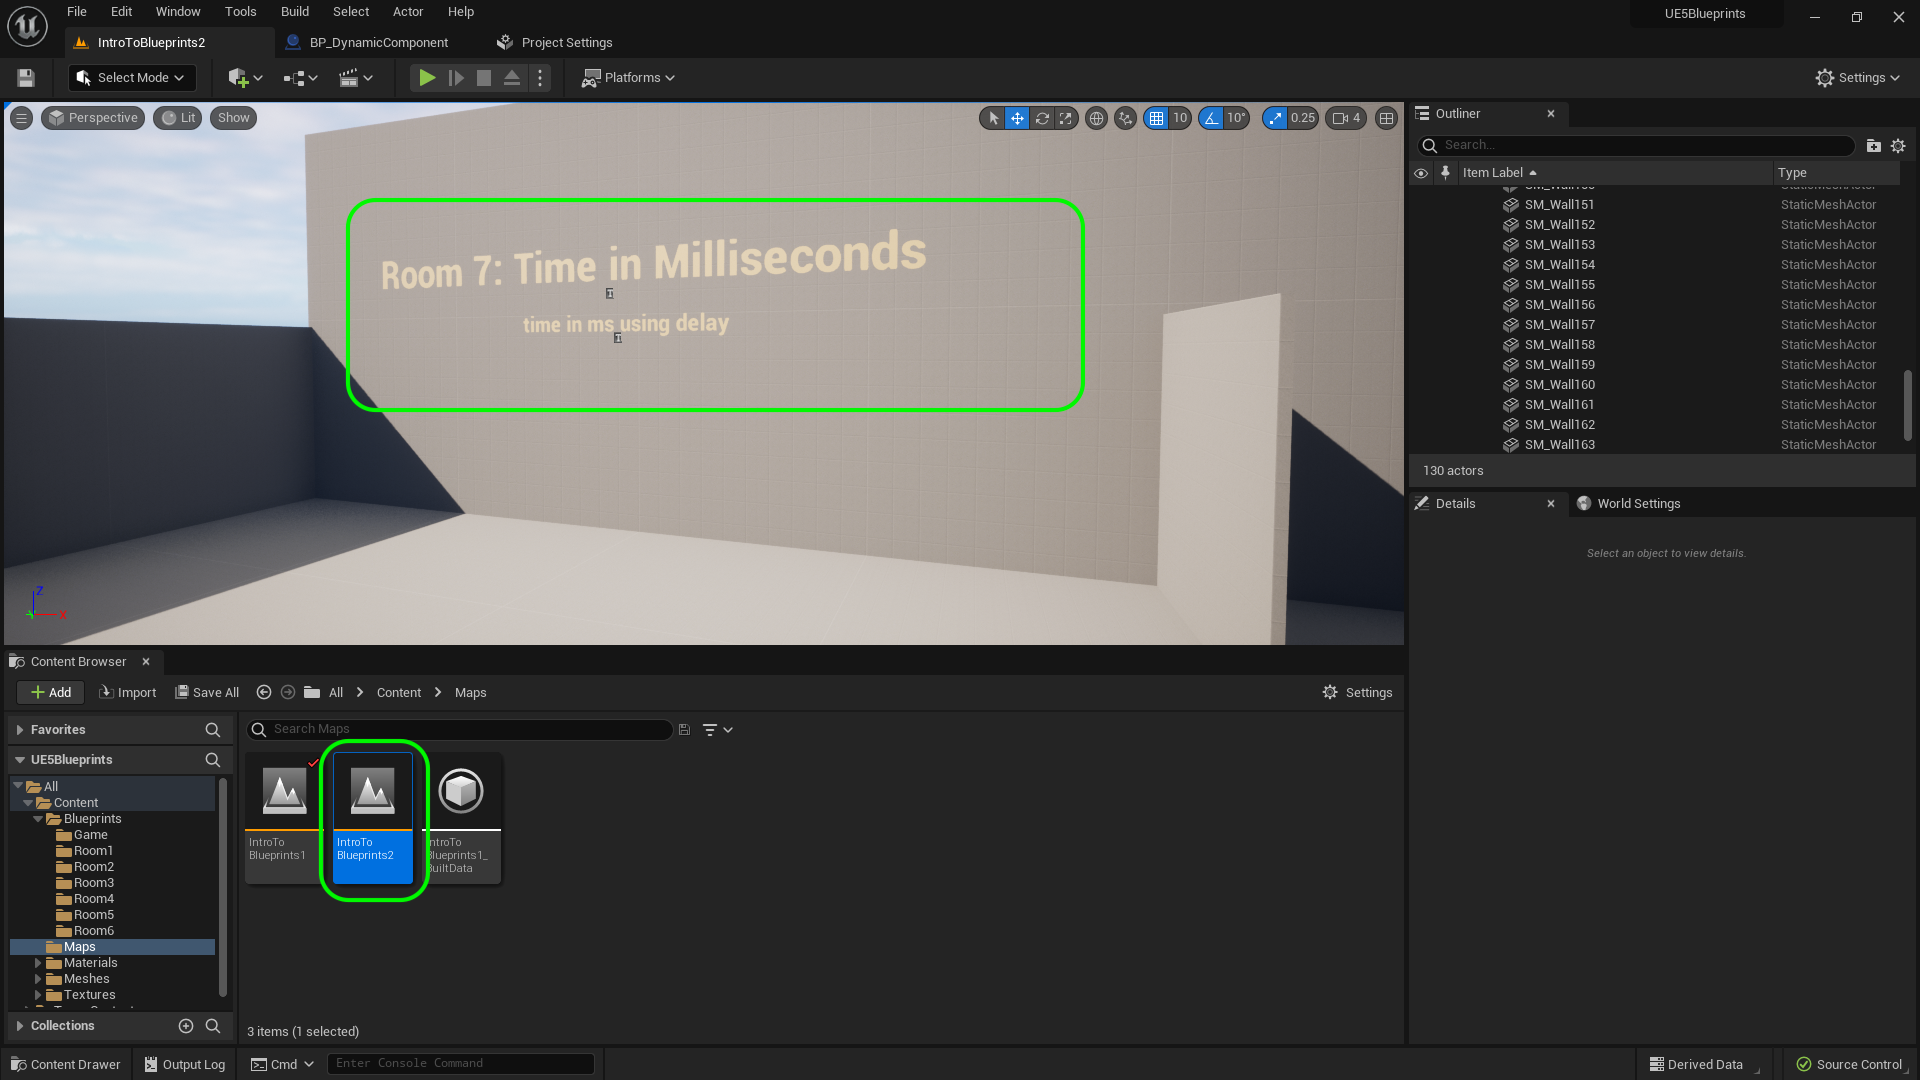 File Edit Window Tools Build Select Actor Help
UE5Blueprints
IntroToBlueprints2 BP_DynamicComponent Project Settings
Select Mode Platforms Settings
Perspective Lit Show 10 10° 0.25 4
Room 7: Time in Milliseconds
time in ms using delay
Z
X
Outliner
Search...
Item Label Type
SM_Wall151 StaticMeshActor
SM_Wall152 StaticMeshActor
SM_Wall153 StaticMeshActor
SM_Wall154 StaticMeshActor
SM_Wall155 StaticMeshActor
SM_Wall156 StaticMeshActor
SM_Wall157 StaticMeshActor
SM_Wall158 StaticMeshActor
SM_Wall159 StaticMeshActor
SM_Wall160 StaticMeshActor
SM_Wall161 StaticMeshActor
SM_Wall162 StaticMeshActor
SM_Wall163 StaticMeshActor
130 actors
Details World Settings
Select an object to view details.
Content Browser
Add Import Save All All Content Maps Settings
Favorites
UE5Blueprints
All
Content
Blueprints
Game
Room1
Room2
Room3
Room4
Room5
Room6
Maps
Materials
Meshes
Textures
Collections
Search Maps
IntroTo
Blueprints1
IntroTo
Blueprints2
ntroTo
Blueprints1_
BuiltData
3 items (1 selected)
Content Drawer Output Log Cmd Enter Console Command Derived Data Source Control